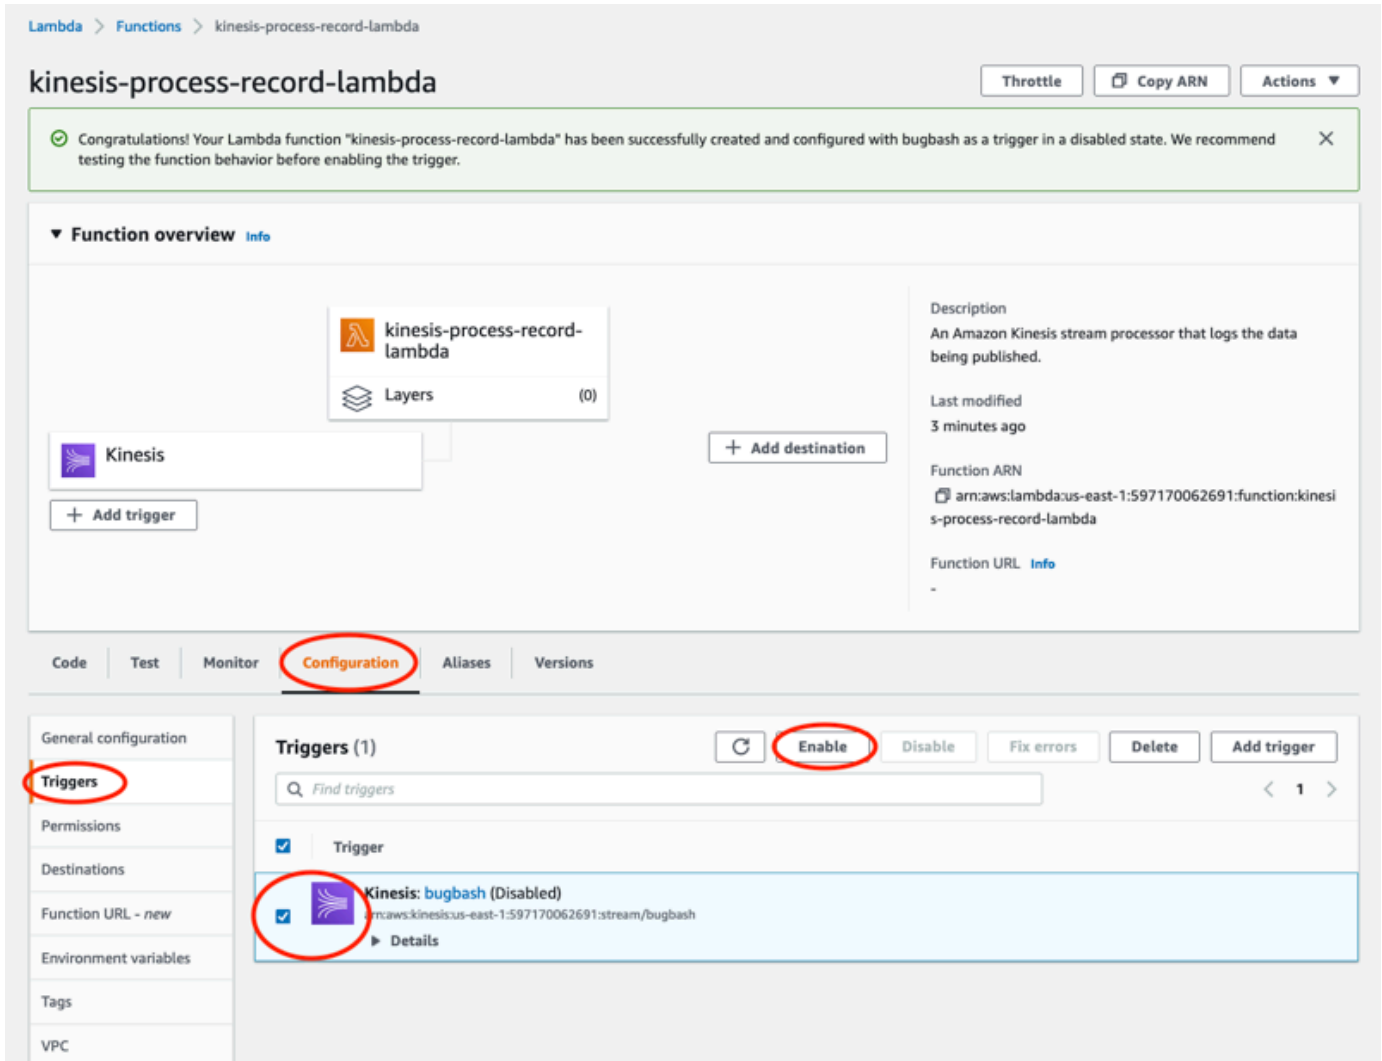 Lambda > Functions > kinesis-process-record-lambda
kinesis-process-record-lambda
Throttle Copy ARN Actions ▼
Congratulations! Your Lambda function "kinesis-process-record-lambda" has been successfully created and configured with bugbash as a trigger in a disabled state. We recommend
testing the function behavior before enabling the trigger.
▼ Function overview Info
kinesis-process-record-
lambda
Layers (0)
Kinesis
+ Add trigger
+ Add destination
Description
An Amazon Kinesis stream processor that logs the data
being published.
Last modified
3 minutes ago
Function ARN
arn:aws:lambda:us-east-1:597170062691:function:kinesi
s-process-record-lambda
Function URL Info
-
Code Test Monitor Configuration Aliases Versions
General configuration
Triggers
Permissions
Destinations
Function URL - new
Environment variables
Tags
VPC
Triggers (1)
Enable Disable Fix errors Delete Add trigger
Find triggers
< 1 >
Trigger
Kinesis: bugbash (Disabled)
arn:aws:kinesis:us-east-1:597170062691:stream/bugbash
▶ Details